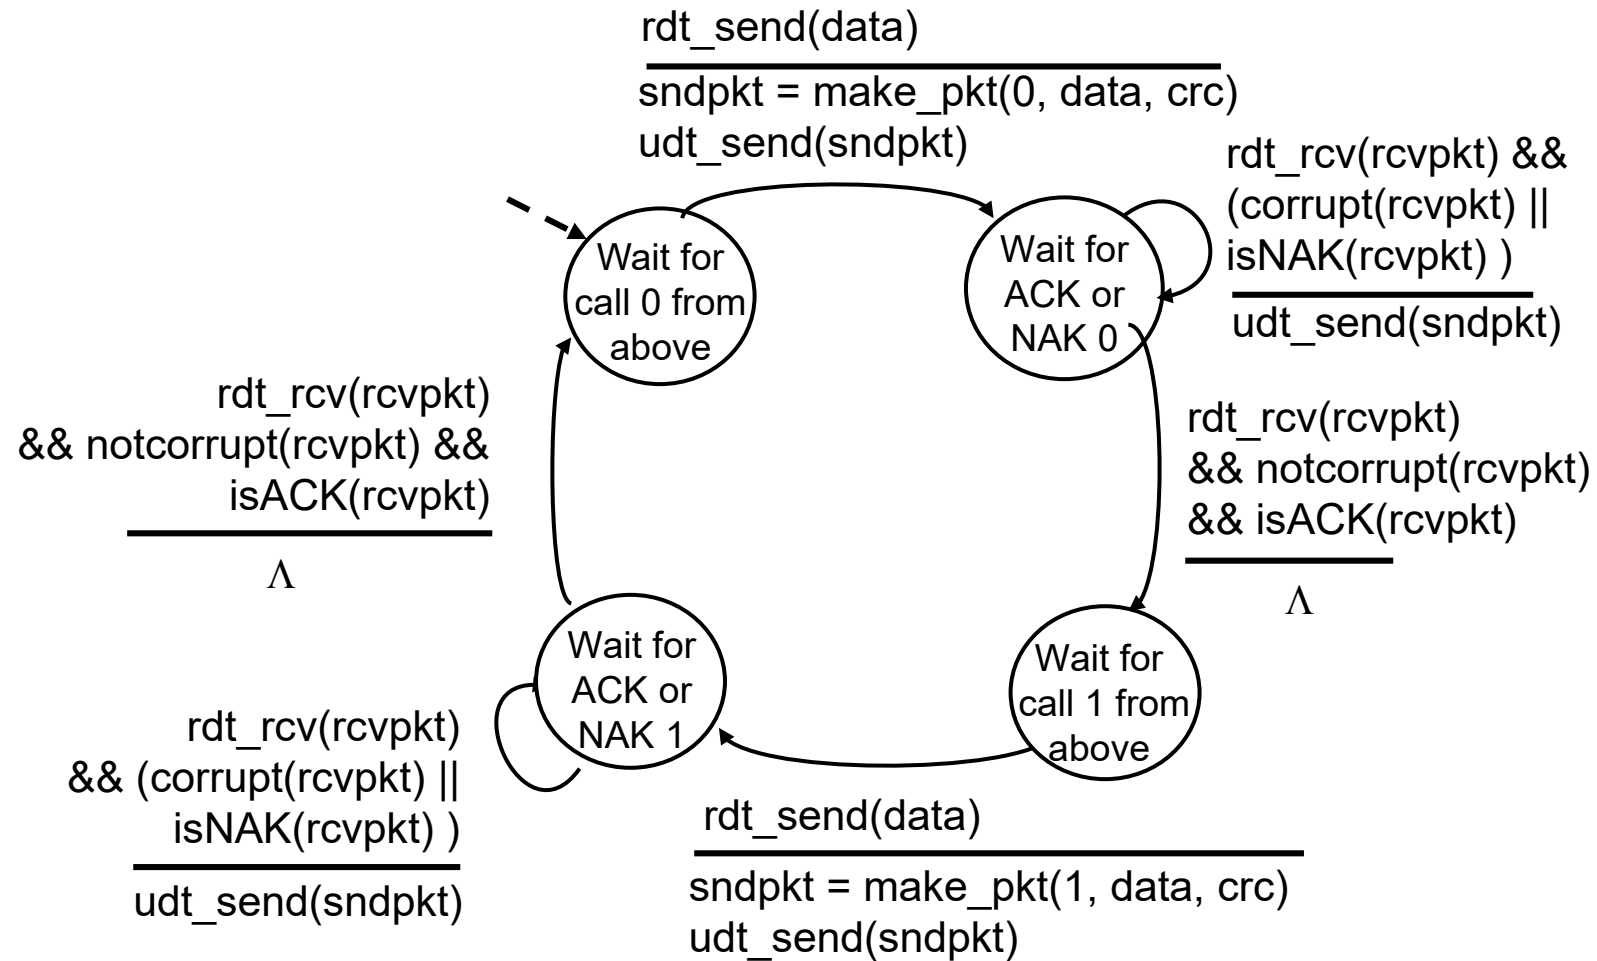 rdt_send(data)
sndpkt = make_pkt(0, data, crc)
udt_send(sndpkt)
rdt_rcv(rcvpkt) &&
(corrupt(rcvpkt) ||
isNAK(rcvpkt) )
udt_send(sndpkt)
Wait for
call 0 from
above
Wait for
ACK or
NAK 0
rdt_rcv(rcvpkt)
&& notcorrupt(rcvpkt) &&
isACK(rcvpkt)
Λ
rdt_rcv(rcvpkt)
&& notcorrupt(rcvpkt)
&& isACK(rcvpkt)
Λ
Wait for
ACK or
NAK 1
Wait for
call 1 from
above
rdt_rcv(rcvpkt)
&& (corrupt(rcvpkt) ||
isNAK(rcvpkt) )
udt_send(sndpkt)
rdt_send(data)
sndpkt = make_pkt(1, data, crc)
udt_send(sndpkt)